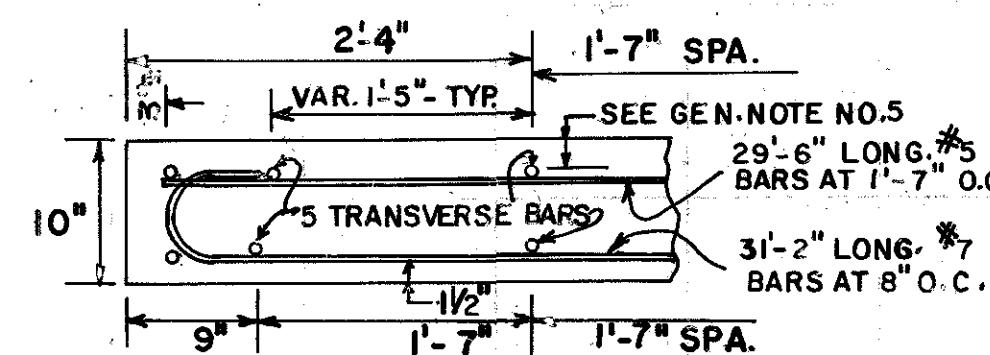 2'-4"
1'-7" SPA.
VAR. 1'-5"- TYP.
SEE GEN. NOTE NO.5
29'-6" LONG. #5
BARS AT 1'-7" O.C
10"
5 TRANSVERSE BARS
31'-2" LONG. #7
BARS AT 8" O.C.
1 1/2"
9"
1'-7"
1'-7" SPA.